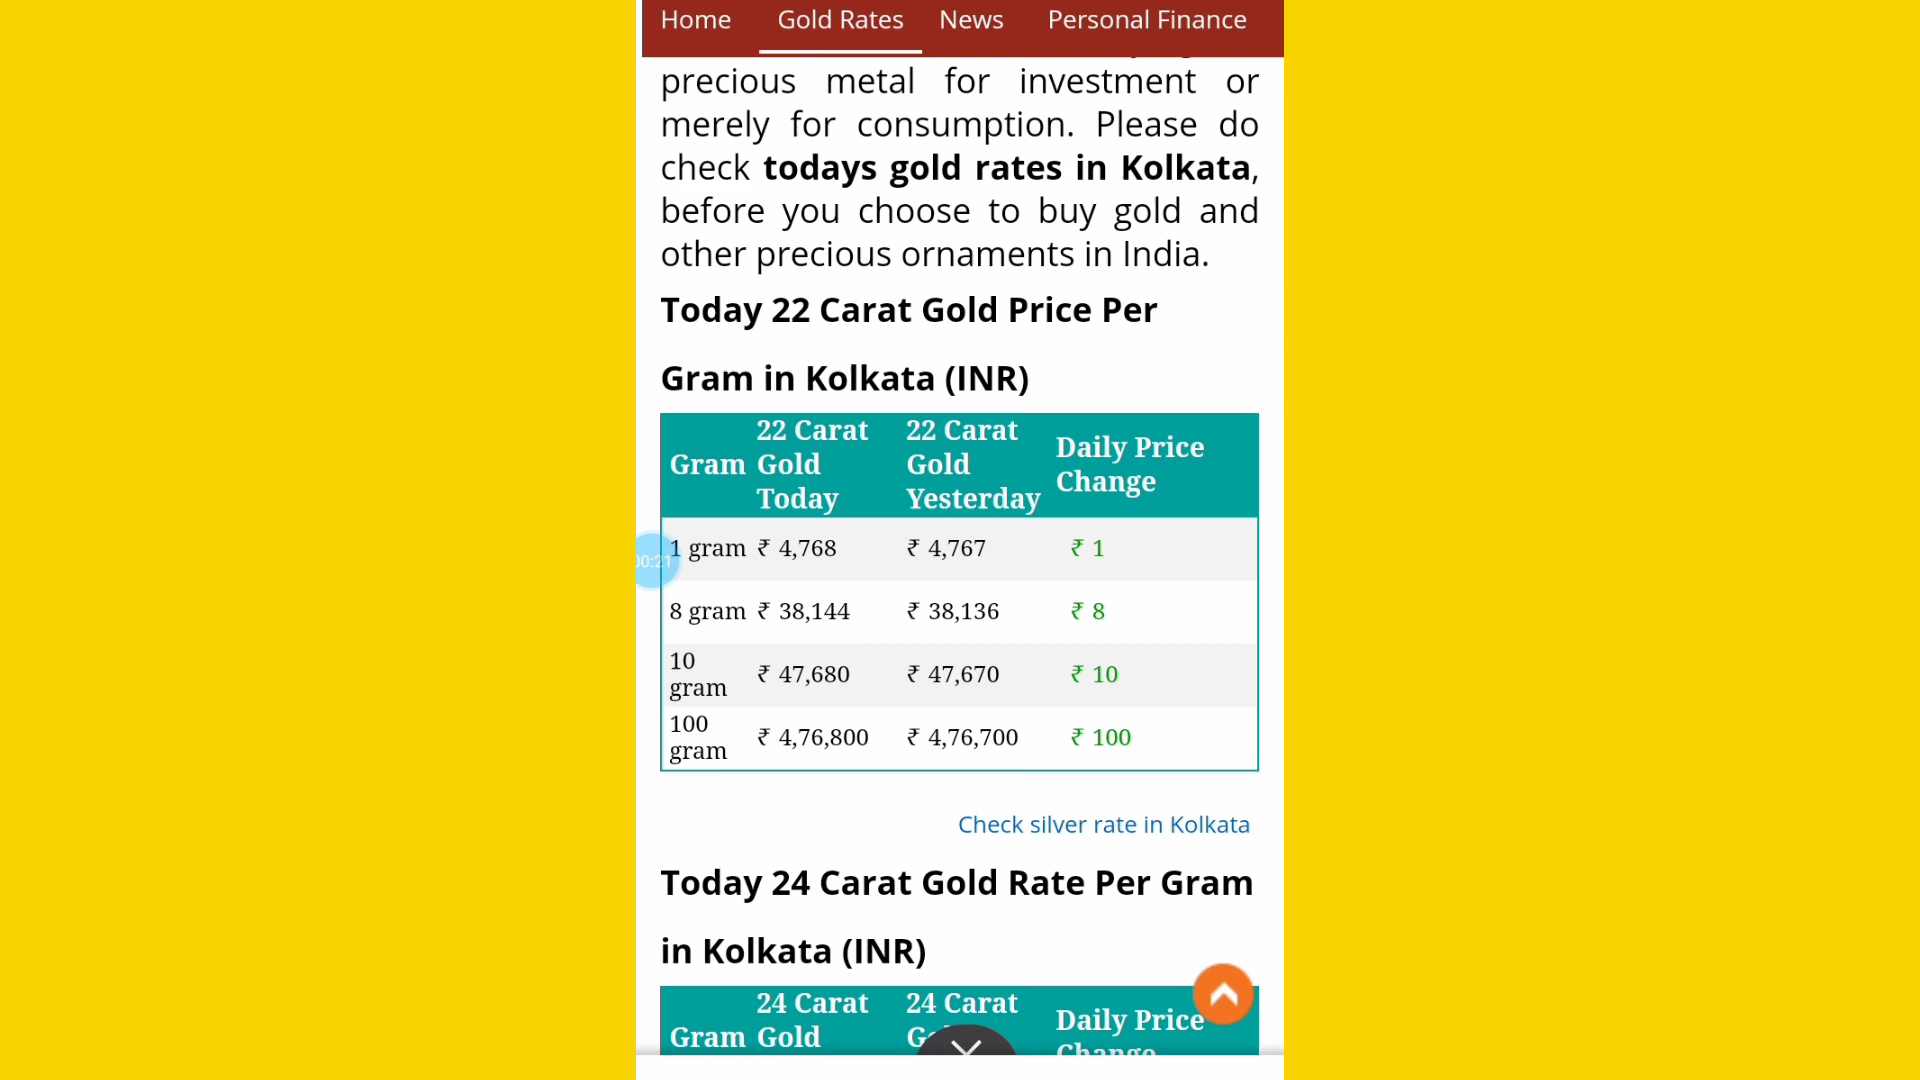 Home Gold Rates News Personal Finance
precious metal for investment or
merely for consumption. Please do
check todays gold rates in Kolkata,
before you choose to buy gold and
other precious ornaments in India.
Today 22 Carat Gold Price Per
Gram in Kolkata (INR)
Gram 22 Carat Gold Today 22 Carat Gold Yesterday Daily Price Change
1 gram ₹ 4,768 ₹ 4,767 ₹ 1
00:21
8 gram ₹ 38,144 ₹ 38,136 ₹ 8
10 gram ₹ 47,680 ₹ 47,670 ₹ 10
100 gram ₹ 4,76,800 ₹ 4,76,700 ₹ 100
Check silver rate in Kolkata
Today 24 Carat Gold Rate Per Gram
in Kolkata (INR)
24 Carat 24 Carat Daily Price
Gram Gold